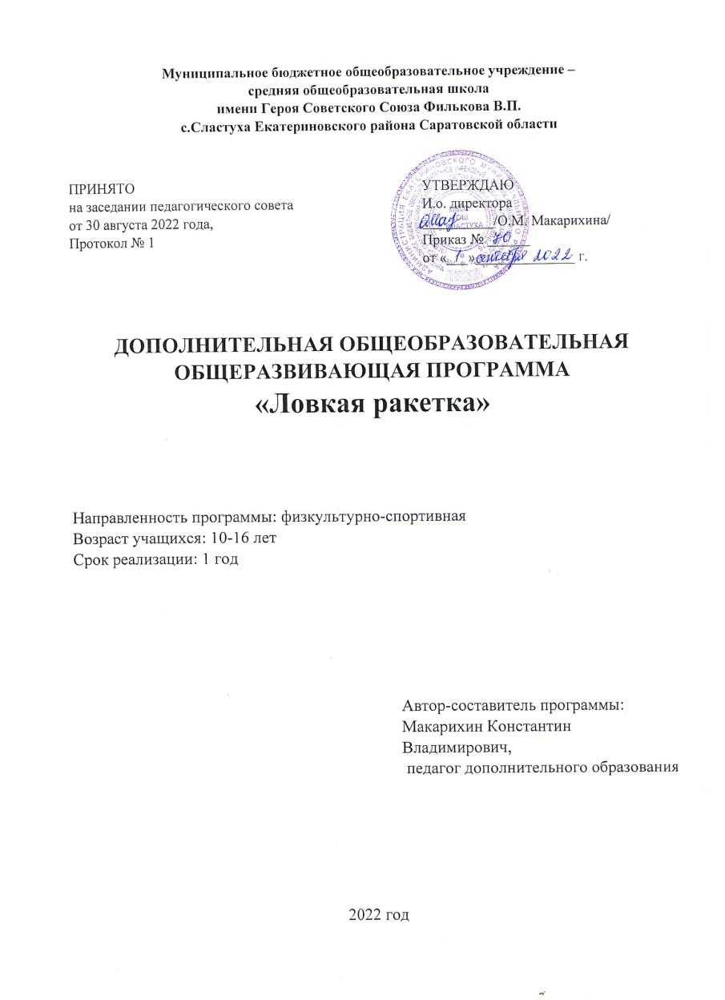 Муниципальное бюджетное общеобразовательное учреждение –
средняя общеобразовательная школа
имени Героя Советского Союза Филькова В.П.
с.Сластуха Екатериновского района Саратовской области
ПРИНЯТО
на заседании педагогического совета
от 30 августа 2022 года,
Протокол № 1
УТВЕРЖДАЮ
И.о. директора
/О.М. Макарихина/
Приказ № 70
от « 1 » сентября 2022 г.
ДОПОЛНИТЕЛЬНАЯ ОБЩЕОБРАЗОВАТЕЛЬНАЯ
ОБЩЕРАЗВИВАЮЩАЯ ПРОГРАММА
«Ловкая ракетка»
Направленность программы: физкультурно-спортивная
Возраст учащихся: 10-16 лет
Срок реализации: 1 год
Автор-составитель программы:
Макарихин Константин
Владимирович,
педагог дополнительного образования
2022 год